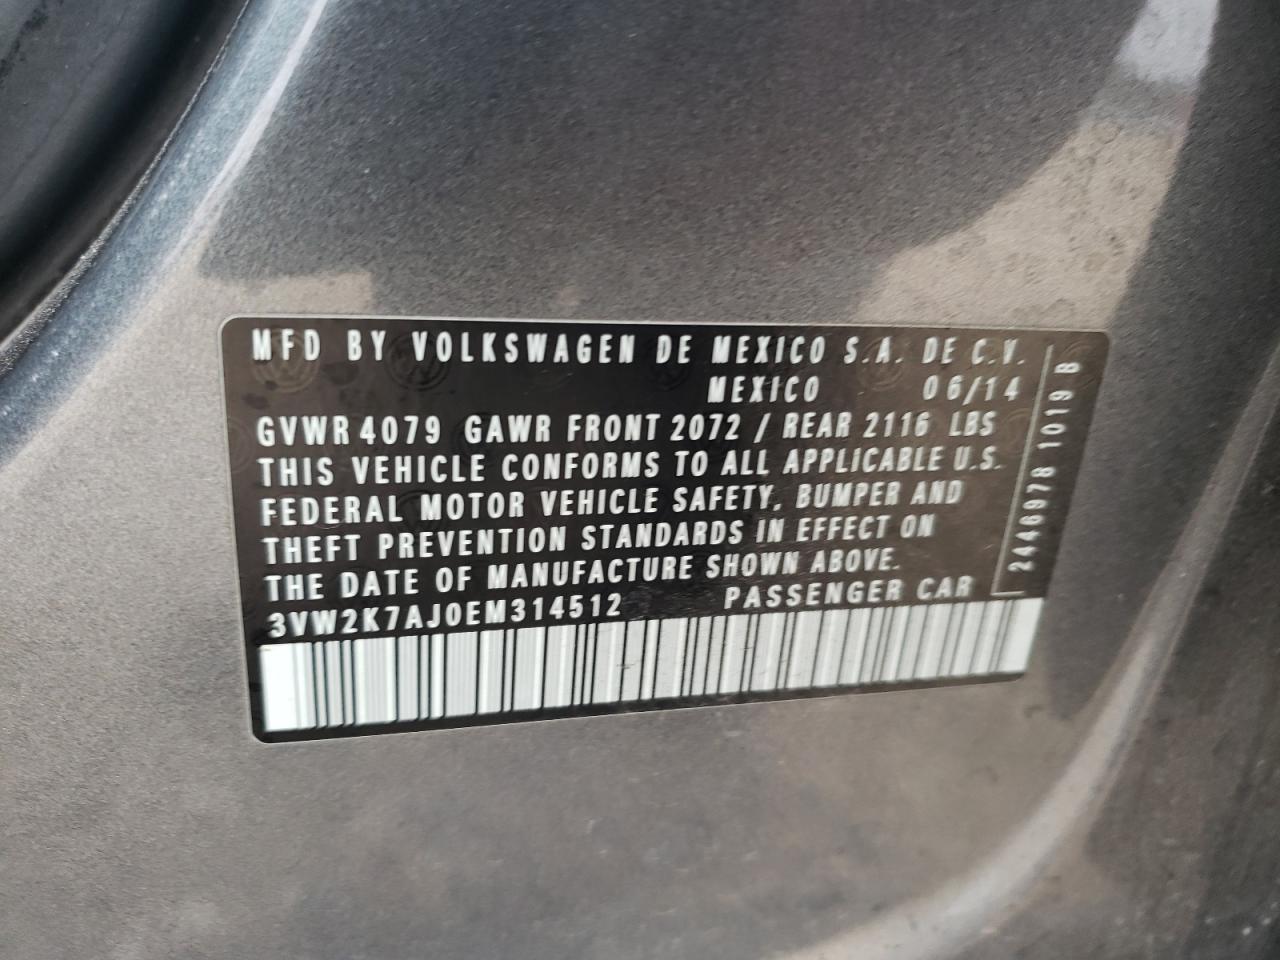 MFD BY VOLKSWAGEN DE MEXICO S.A. DE C.V.
MEXICO 06/14
GVWR 4079 GAWR FRONT 2072 / REAR 2116 LBS
THIS VEHICLE CONFORMS TO ALL APPLICABLE U.S.
FEDERAL MOTOR VEHICLE SAFETY, BUMPER AND
THEFT PREVENTION STANDARDS IN EFFECT ON
THE DATE OF MANUFACTURE SHOWN ABOVE.
3VW2K7AJ0EM314512 PASSENGER CAR
2446978 1019 B